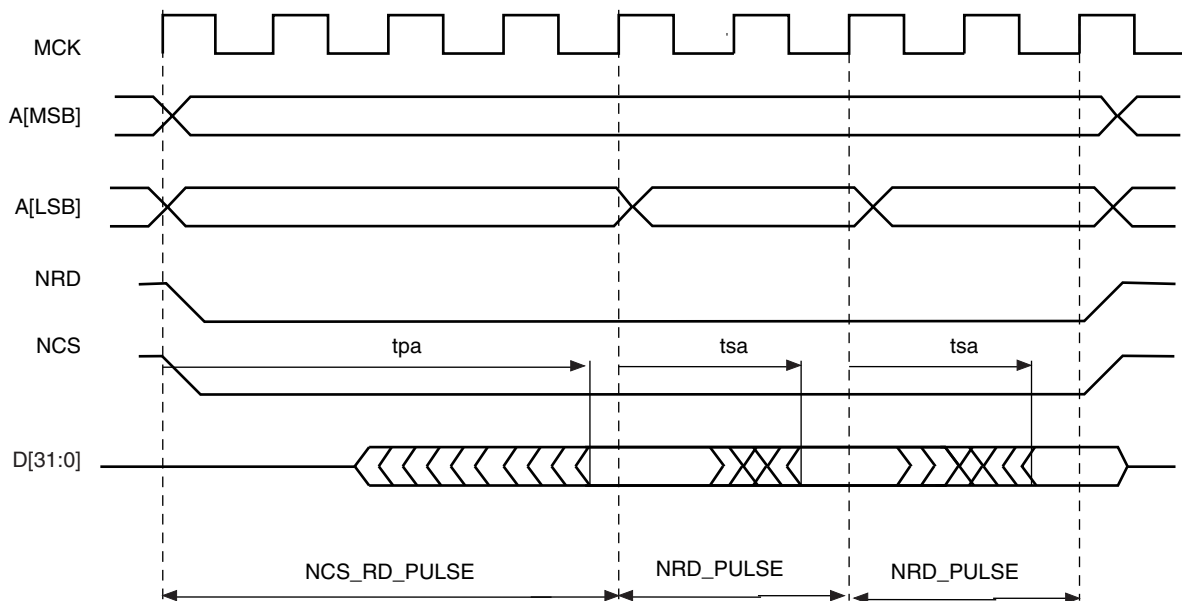 MCK
A[MSB]
A[LSB]
NRD
NCS
tpa
tsa
tsa
D[31:0]
NCS_RD_PULSE
NRD_PULSE
NRD_PULSE